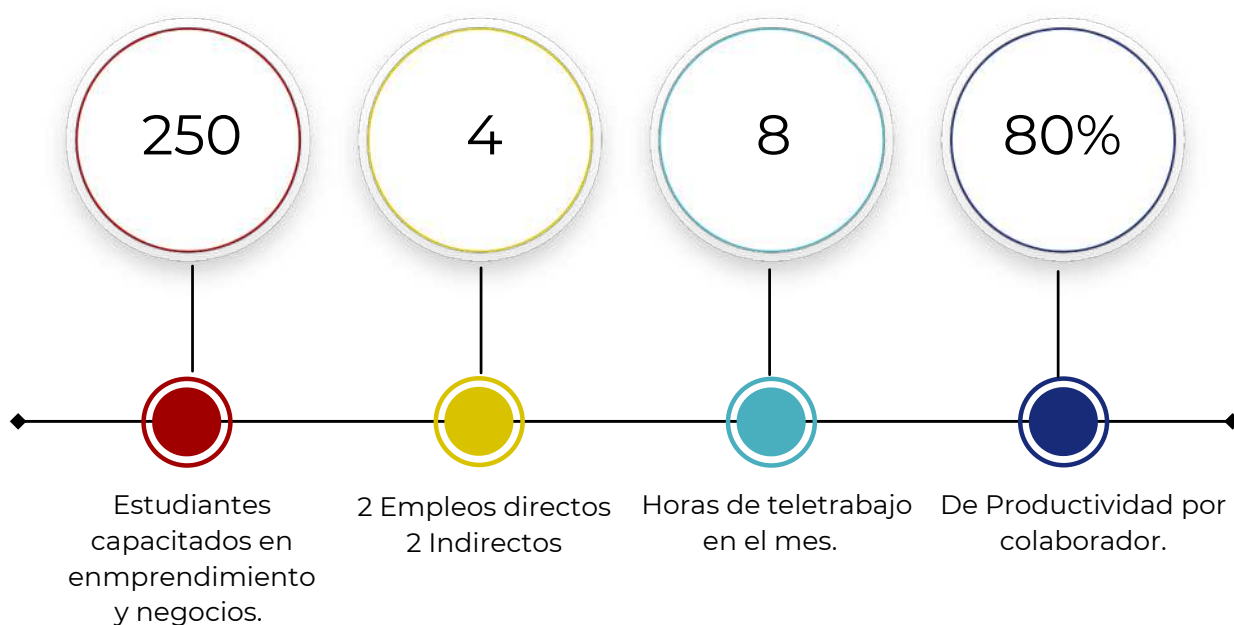 250
4
8
80%
Estudiantes
capacitados en
enmprendimiento
y negocios.
2 Empleos directos
2 Indirectos
Horas de teletrabajo
en el mes.
De Productividad por
colaborador.